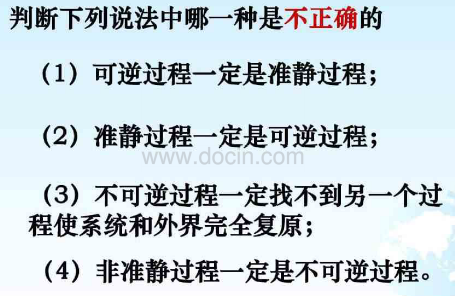 判断下列说法中哪一种是不正确的
（1）可逆过程一定是准静过程；
（2）准静过程一定是可逆过程；
www.docin.com
（3）不可逆过程一定找不到另一个过
程使系统和外界完全复原；
（4）非准静过程一定是不可逆过程。